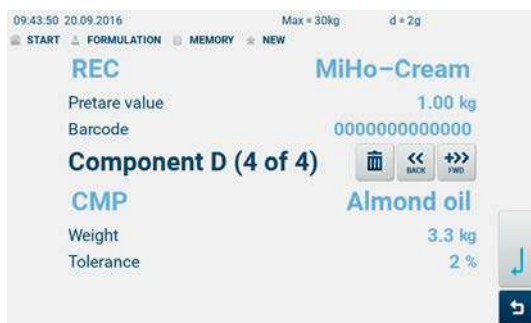 09:43:50 20.09.2016 Max = 30kg d = 2g
START FORMULATION MEMORY NEW
REC MiHo-Cream
Pretare value 1.00 kg
Barcode 0000000000000
Component D (4 of 4) << BACK +>> FWD
CMP Almond oil
Weight 3.3 kg
Tolerance 2 %